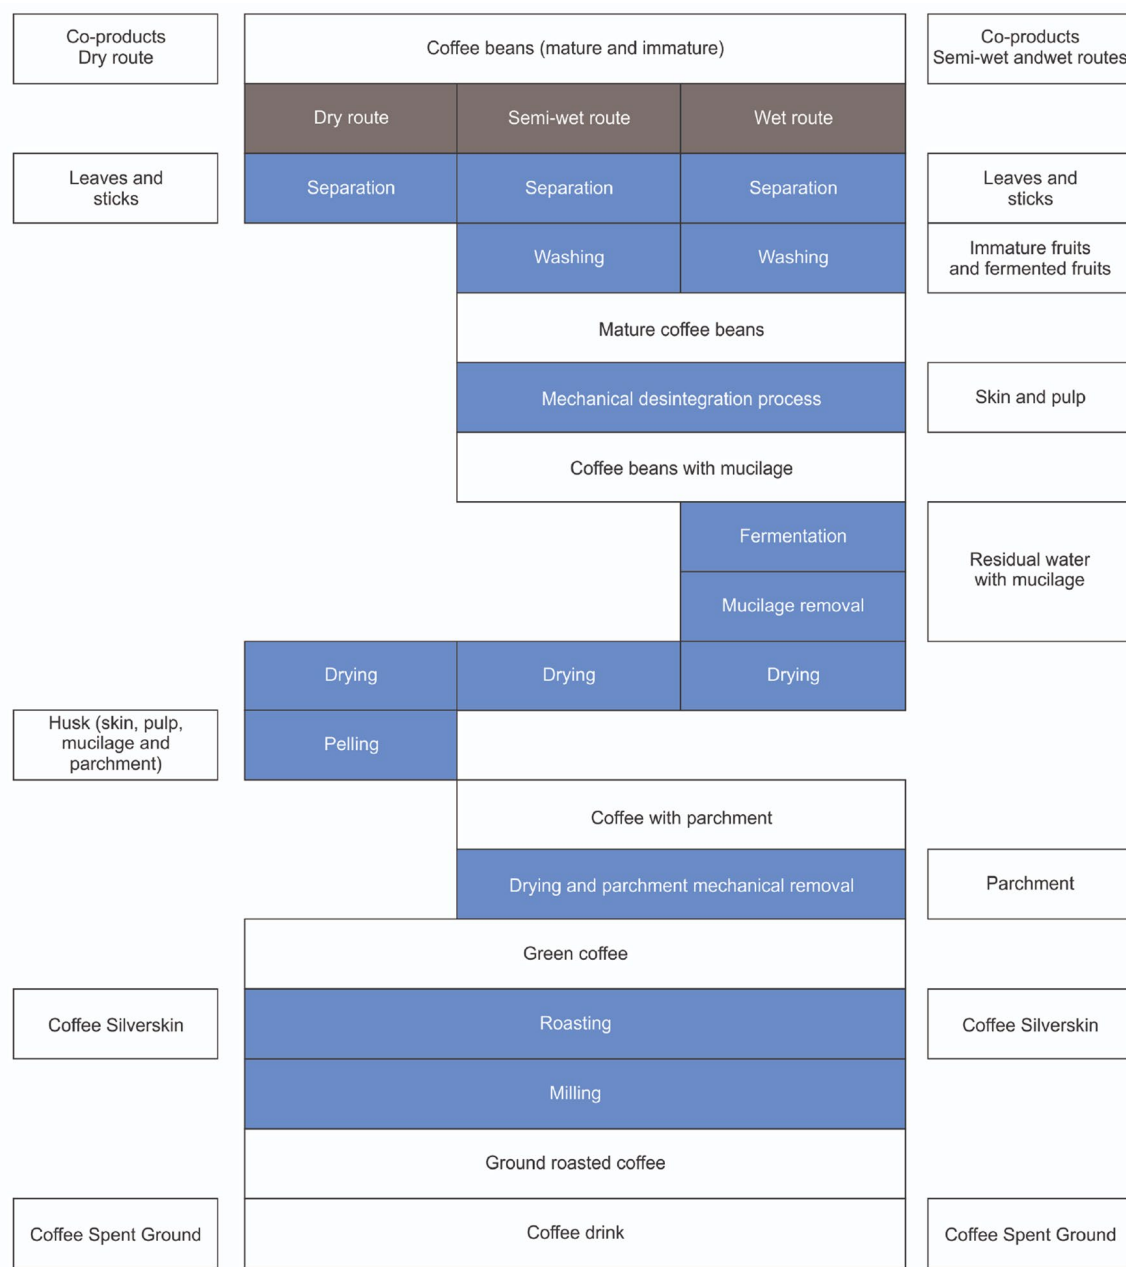 Co-products
Dry route
Coffee beans (mature and immature)
Co-products
Semi-wet andwet routes
Dry route
Semi-wet route
Wet route
Leaves and
sticks
Separation
Separation
Separation
Leaves and
sticks
Washing
Washing
Immature fruits
and fermented fruits
Mature coffee beans
Mechanical desintegration process
Skin and pulp
Coffee beans with mucilage
Fermentation
Residual water
with mucilage
Mucilage removal
Drying
Drying
Drying
Husk (skin, pulp,
mucilage and
parchment)
Pelling
Coffee with parchment
Drying and parchment mechanical removal
Parchment
Green coffee
Coffee Silverskin
Roasting
Coffee Silverskin
Milling
Ground roasted coffee
Coffee Spent Ground
Coffee drink
Coffee Spent Ground